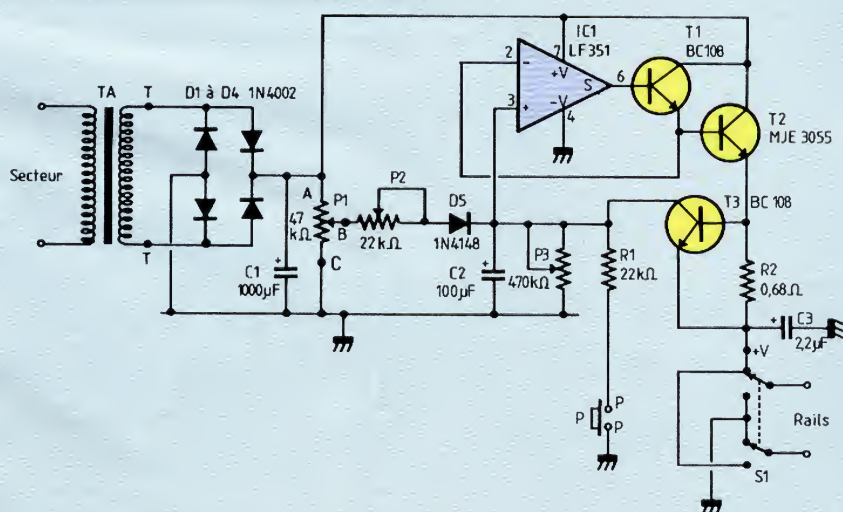 IC1
LF351
T1
BC108
2
7
+V
-
S
6
3
+
-V
4
TA
T
D1 à D4 1N4002
T2
MJE 3055
Secteur
A
P1
P2
D5
T3
BC 108
47
kΩ
B
22kΩ
1N4148
C
+
C1
1000µF
+
C2
100µF
P3
470kΩ
R1
22kΩ
R2
0,68Ω
T
+
C3
2,2µF
+V
P
P
P
Rails
S1